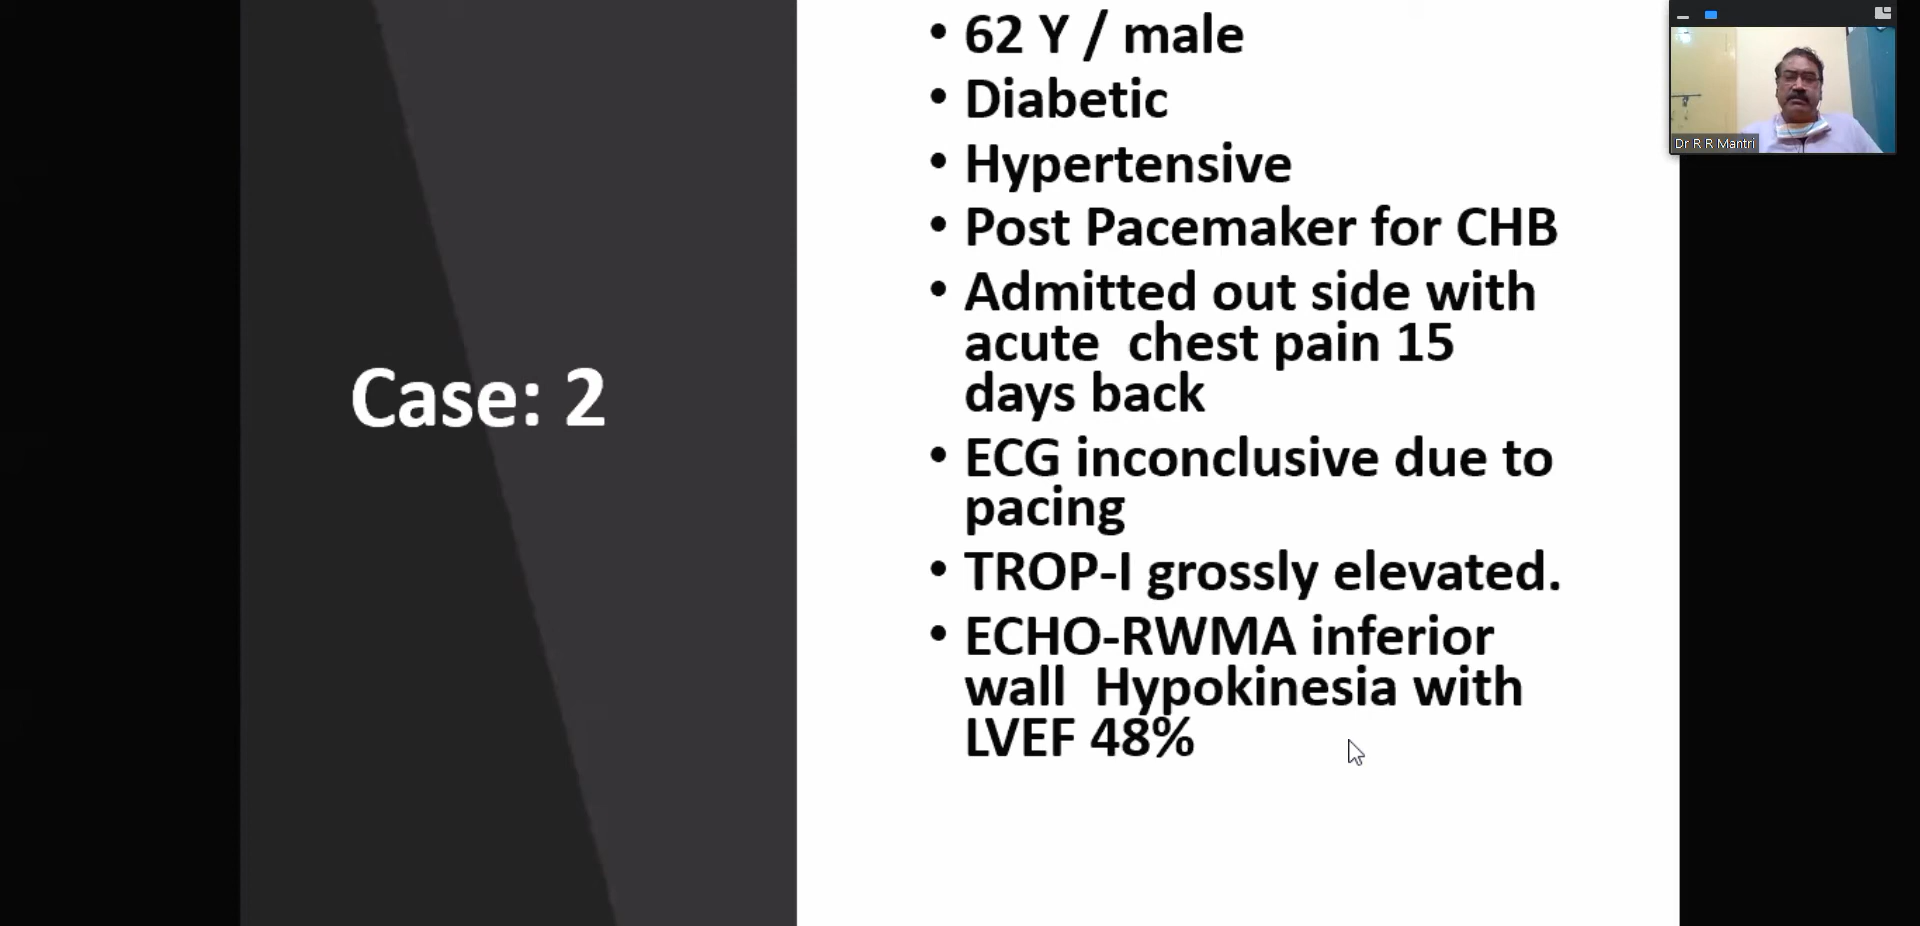 Case: 2
• 62 Y / male
• Diabetic
• Hypertensive
• Post Pacemaker for CHB
• Admitted out side with
acute  chest pain 15
days back
• ECG inconclusive due to
pacing
• TROP-I grossly elevated.
• ECHO-RWMA inferior
wall  Hypokinesia with
LVEF 48%
Dr R R Mantri